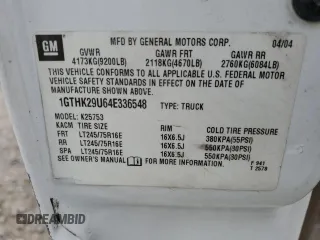 GM
MFD BY GENERAL MOTORS CORP. 04/04
GVWR GAWR FRT GAWR RR
4173KG(9200LB) 2118KG(4670LB) 2760KG(6084LB)
THIS VEHICLE CONFORMS TO ALL APPLICABLE U.S. FEDERAL MOTOR
VEHICLE SAFETY STANDARDS IN EFFECT ON THE DATE OF
MANUFACTURE SHOWN ABOVE.
1GTHK29U64E336548 TYPE: TRUCK
MODEL: K25753
KACM TIRE SIZE RIM COLD TIRE PRESSURE
FRT LT245/75R16E 16X6.5J 380KPA(55PSI)
RR LT245/75R16E 16X6.5J 550KPA(80PSI)
SPA LT245/75R16E 16X6.5J 550KPA(80PSI)
F 941
T 2578
DREAMBID